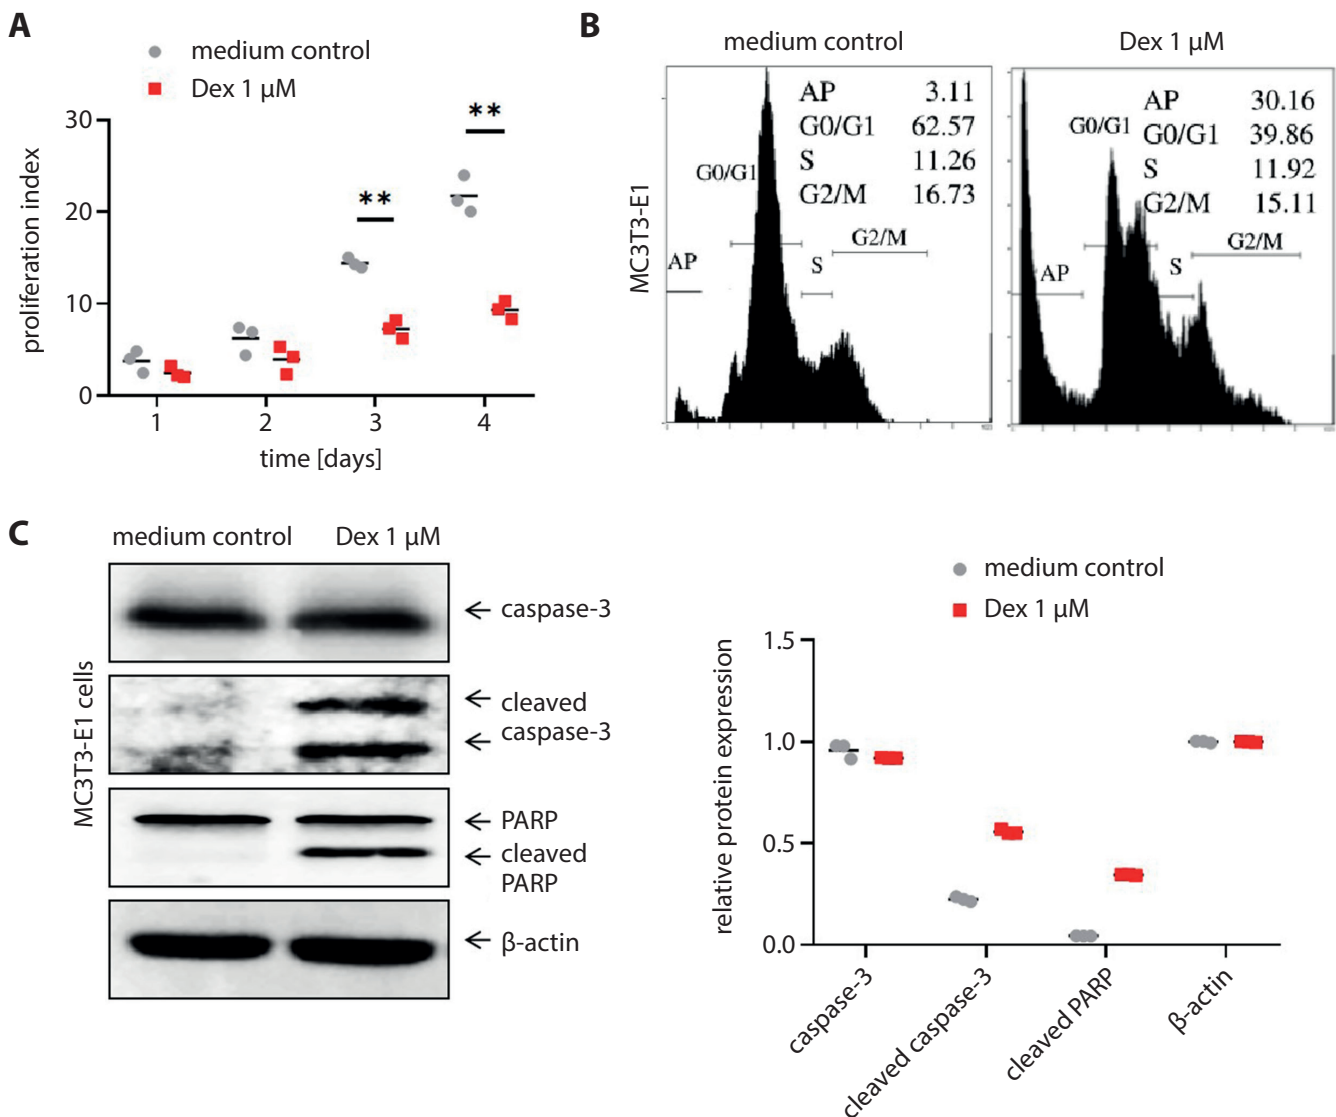 A
medium control
Dex 1 µM
30
20
10
0
**
**
proliferation index
1
2
3
4
time [days]
B
medium control
Dex 1 µM
MC3T3-E1
AP 3.11
G0/G1 62.57
S 11.26
G2/M 16.73
G0/G1
AP
S
G2/M
AP 30.16
G0/G1 39.86
S 11.92
G2/M 15.11
G0/G1
AP
S
G2/M
C
medium control
Dex 1 µM
MC3T3-E1 cells
caspase-3
cleaved
caspase-3
PARP
cleaved
PARP
β-actin
medium control
Dex 1 µM
relative protein expression
1.5
1.0
0.5
0.0
caspase-3
cleaved caspase-3
cleaved PARP
β-actin